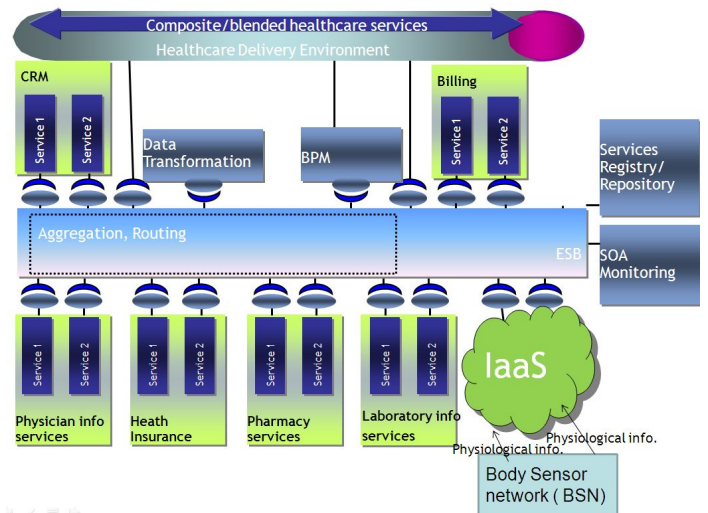 Composite/blended healthcare services
Healthcare Delivery Environment
CRM
Service 1
Service 2
Data
Transformation
BPM
Billing
Service 1
Service 2
Services
Registry/
Repository
Aggregation, Routing
ESB
SOA
Monitoring
Service 1
Service 2
Physician info
services
Service 1
Service 2
Heath
Insurance
Service 1
Service 2
Pharmacy
services
Service 1
Service 2
Laboratory info
services
IaaS
Physiological info.
Physiological info.
Body Sensor
network ( BSN)